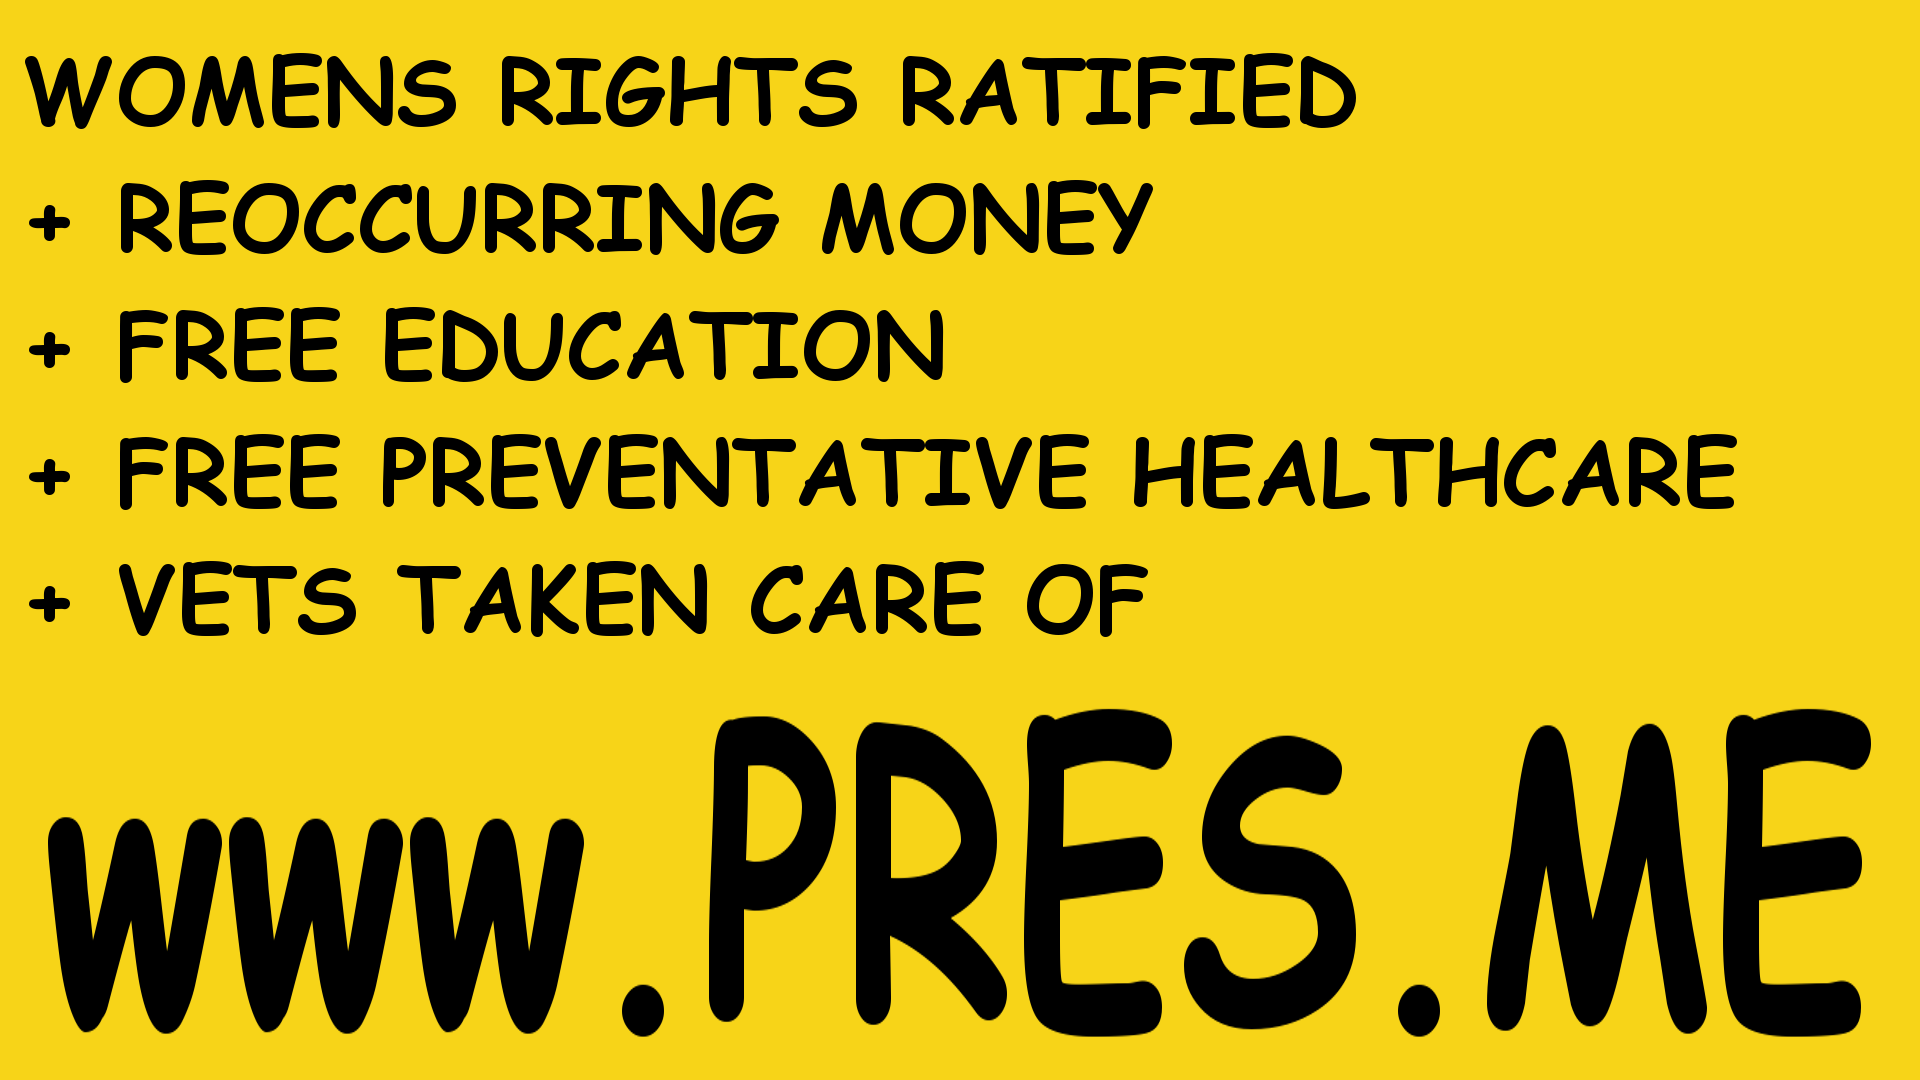 WOMENS RIGHTS RATIFIED
+ REOCCURRING MONEY
+ FREE EDUCATION
+ FREE PREVENTATIVE HEALTHCARE
+ VETS TAKEN CARE OF
www.PRES.ME